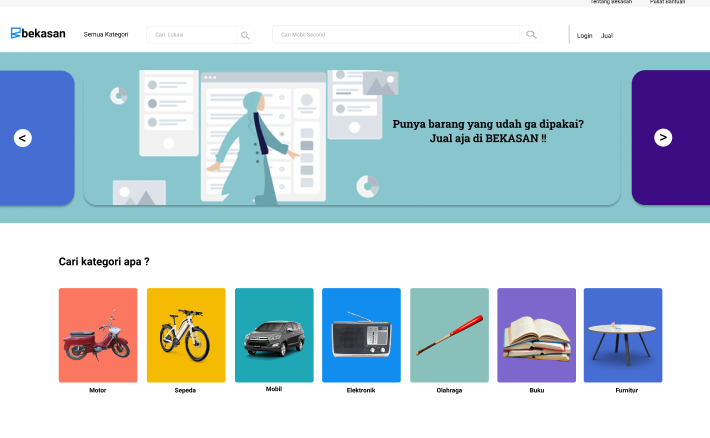 Tentang Bekasan
Pusat Bantuan
bekasan
Semua Kategori
Cari Lokasi
Cari Mobil Second
Login
Jual
<
Punya barang yang udah ga dipakai?
Jual aja di BEKASAN !!
>
Cari kategori apa ?
Motor
Sepeda
Mobil
Elektronik
Olahraga
Buku
Furnitur